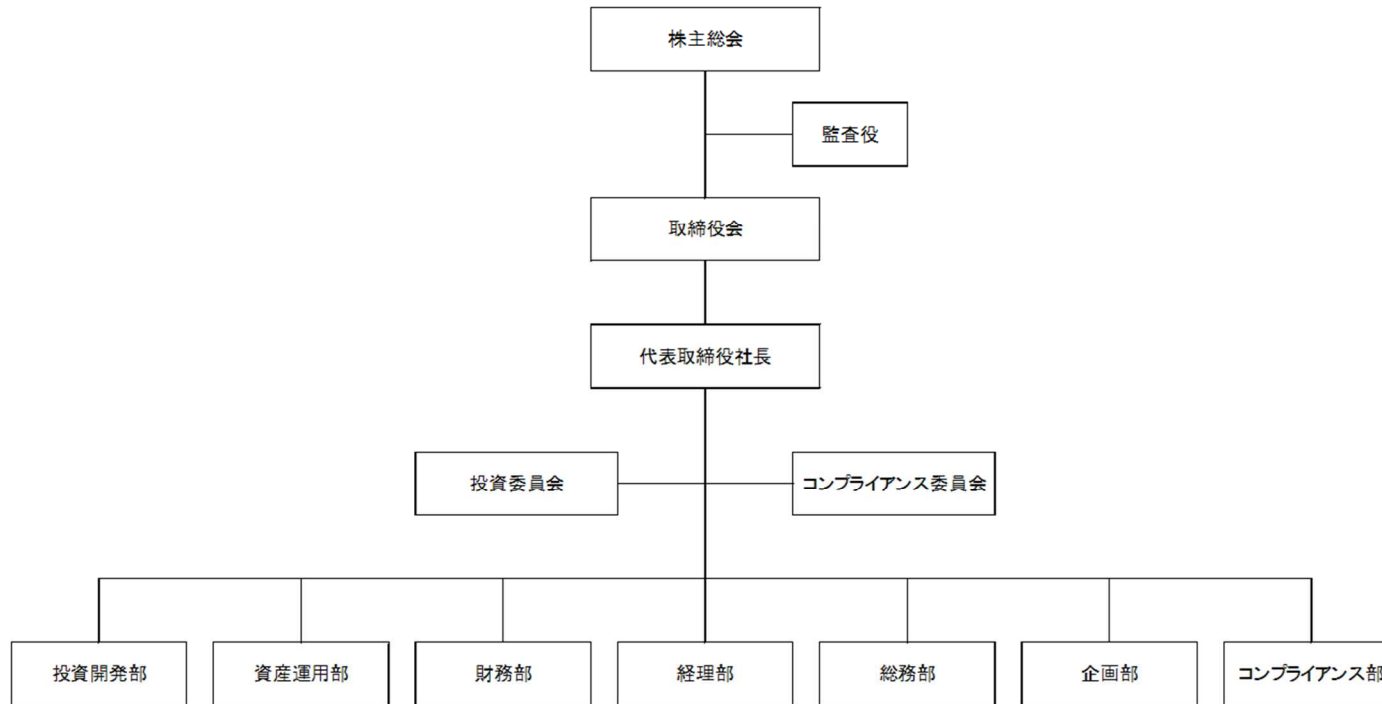 株主総会
監査役
取締役会
代表取締役社長
投資委員会
コンプライアンス委員会
投資開発部
資産運用部
財務部
経理部
総務部
企画部
コンプライアンス部